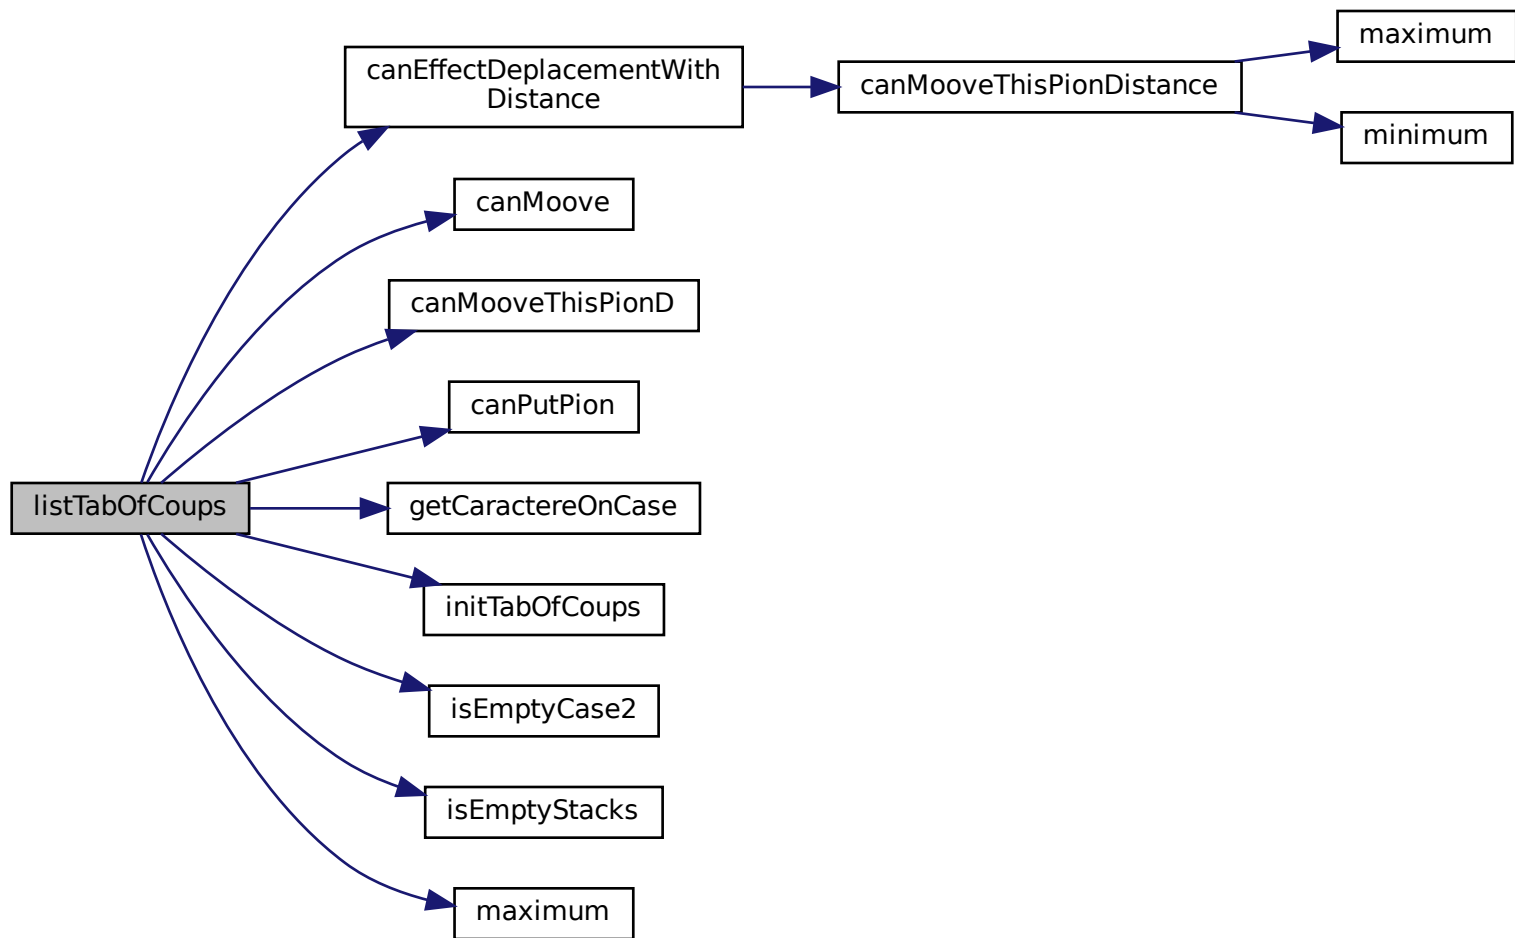 maximum
canEffectDeplacementWith
Distance
canMooveThisPionDistance
minimum
canMoove
canMooveThisPionD
canPutPion
listTabOfCoups
getCaractereOnCase
initTabOfCoups
isEmptyCase2
isEmptyStacks
maximum